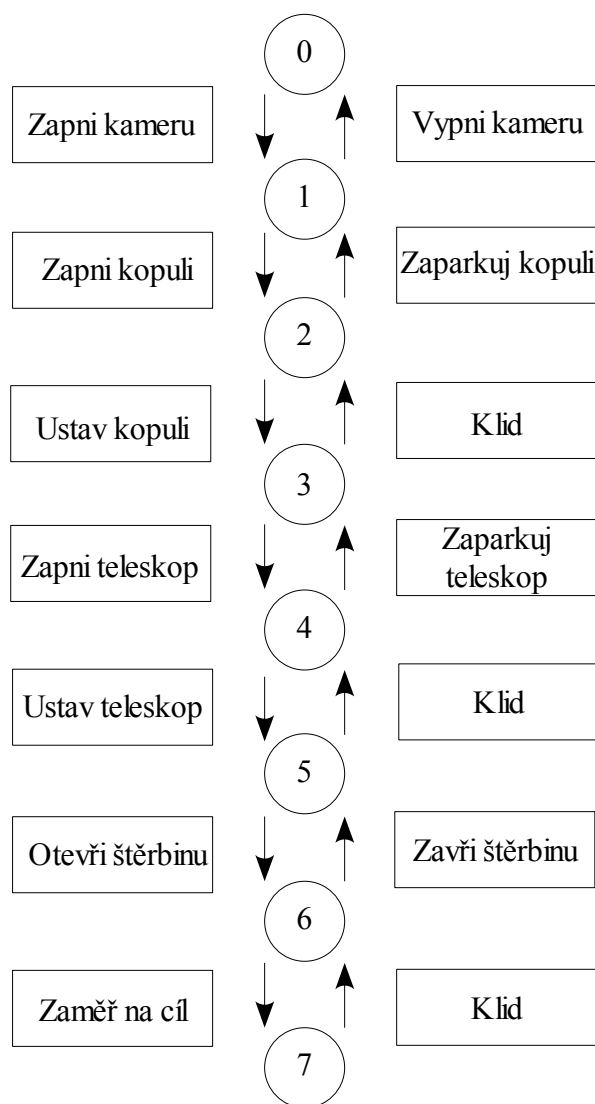 0
Zapni kameru
Vypni kameru
1
Zapni kopuli
Zaparkuj kopuli
2
Ustav kopuli
Klid
3
Zapni teleskop
Zaparkuj
teleskop
4
Ustav teleskop
Klid
5
Otevři štěrbinu
Zavři štěrbinu
6
Zaměř na cíl
Klid
7